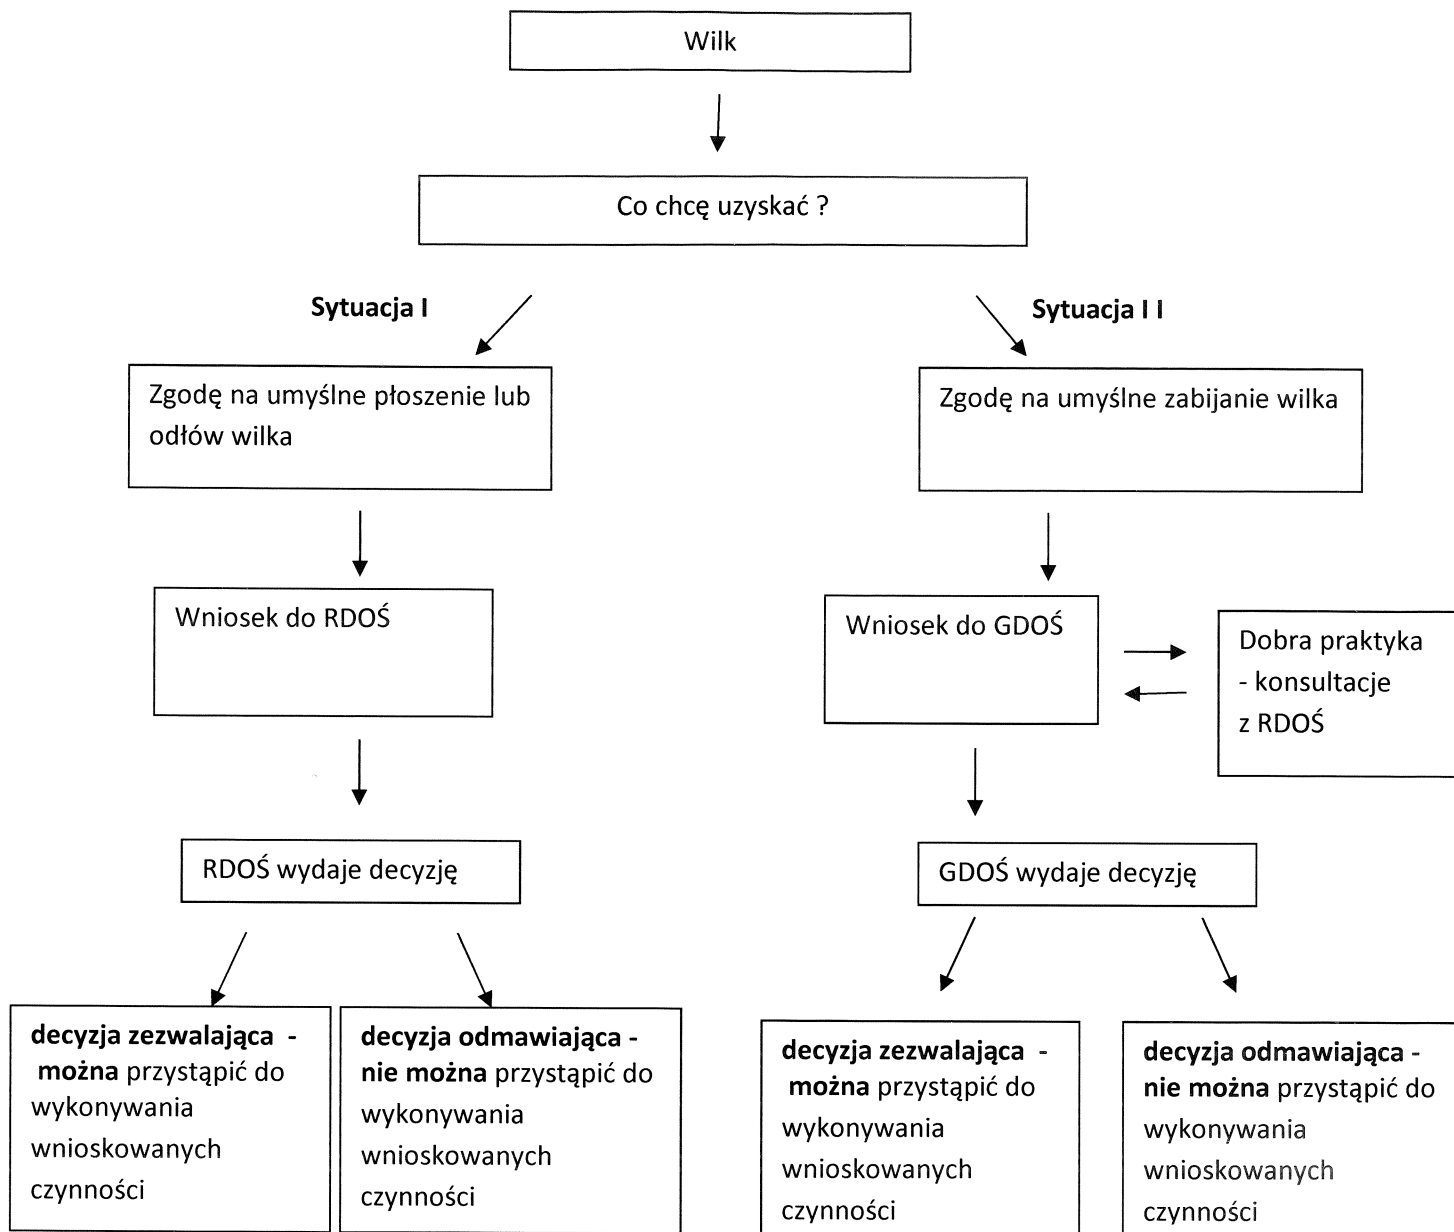 Wilk
Co chcę uzyskać ?
Sytuacja I
Sytuacja I I
Zgodę na umyślne płoszenie lub
odłów wilka
Zgodę na umyślne zabijanie wilka
Wniosek do RDOŚ
Wniosek do GDOŚ
Dobra praktyka
- konsultacje
z RDOŚ
RDOŚ wydaje decyzję
GDOŚ wydaje decyzję
decyzja zezwalająca -
można przystąpić do
wykonywania
wnioskowanych
czynności
decyzja odmawiająca -
nie można przystąpić do
wykonywania
wnioskowanych
czynności
decyzja zezwalająca -
można przystąpić do
wykonywania
wnioskowanych
czynności
decyzja odmawiająca -
nie można przystąpić do
wykonywania
wnioskowanych
czynności